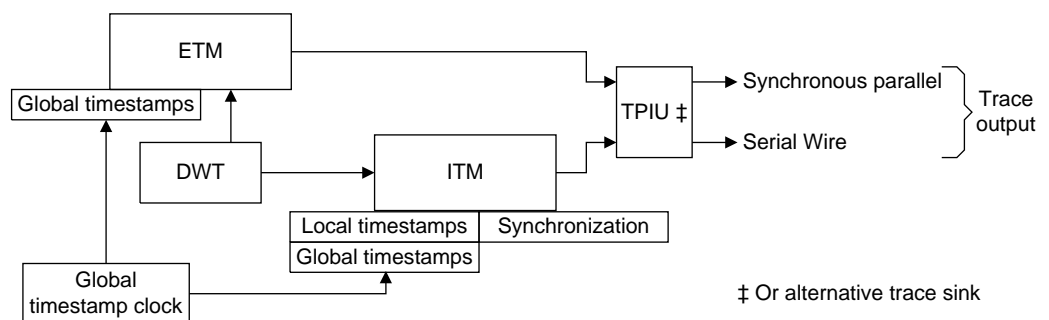 ETM
Global timestamps
TPIU ‡
Synchronous parallel
Serial Wire
Trace
output
DWT
ITM
Local timestamps
Synchronization
Global timestamps
Global
timestamp clock
‡ Or alternative trace sink